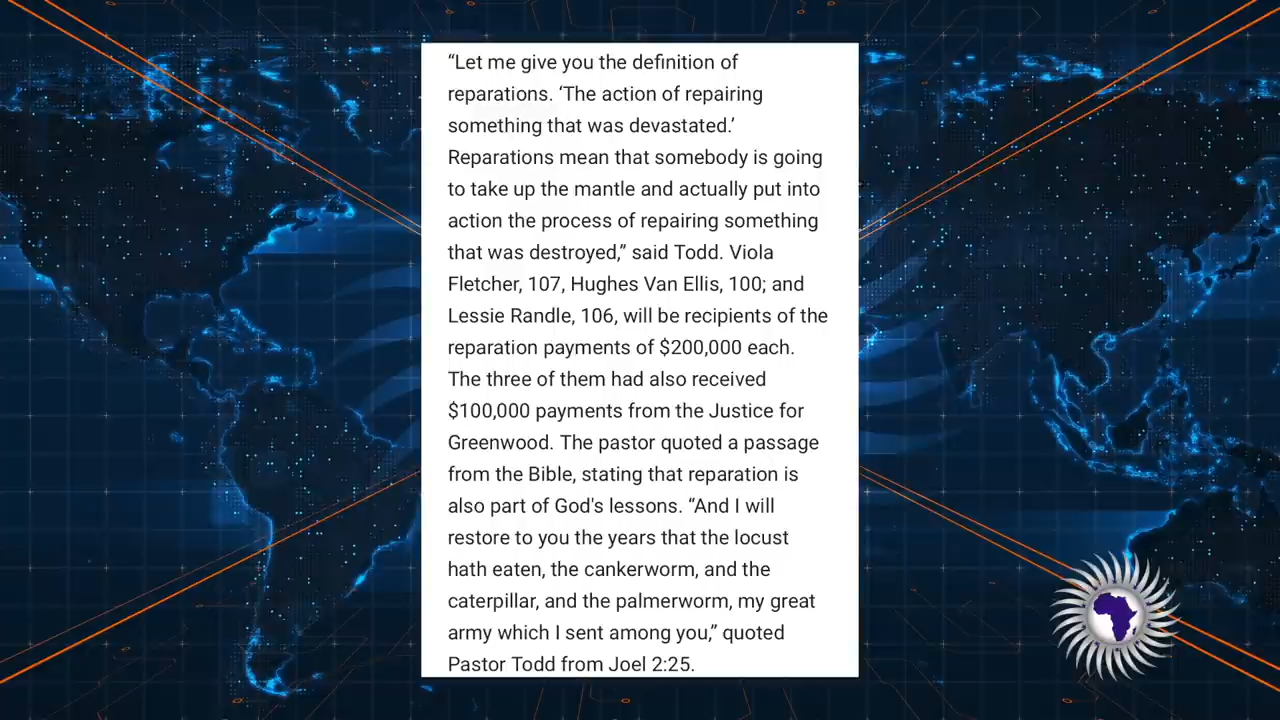 “Let me give you the definition of
reparations. ‘The action of repairing
something that was devastated.’
Reparations mean that somebody is going
to take up the mantle and actually put into
action the process of repairing something
that was destroyed,” said Todd. Viola
Fletcher, 107, Hughes Van Ellis, 100; and
Lessie Randle, 106, will be recipients of the
reparation payments of $200,000 each.
The three of them had also received
$100,000 payments from the Justice for
Greenwood. The pastor quoted a passage
from the Bible, stating that reparation is
also part of God's lessons. “And I will
restore to you the years that the locust
hath eaten, the cankerworm, and the
caterpillar, and the palmerworm, my great
army which I sent among you,” quoted
Pastor Todd from Joel 2:25.